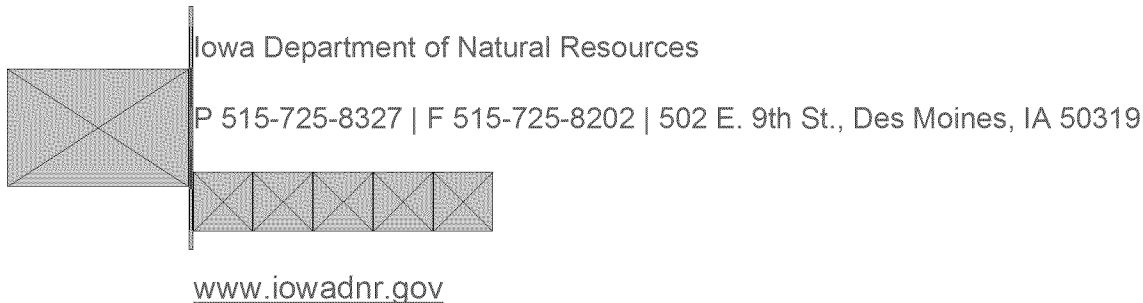 Iowa Department of Natural Resources
P 515-725-8327 | F 515-725-8202 | 502 E. 9th St., Des Moines, IA 50319
www.iowadnr.gov